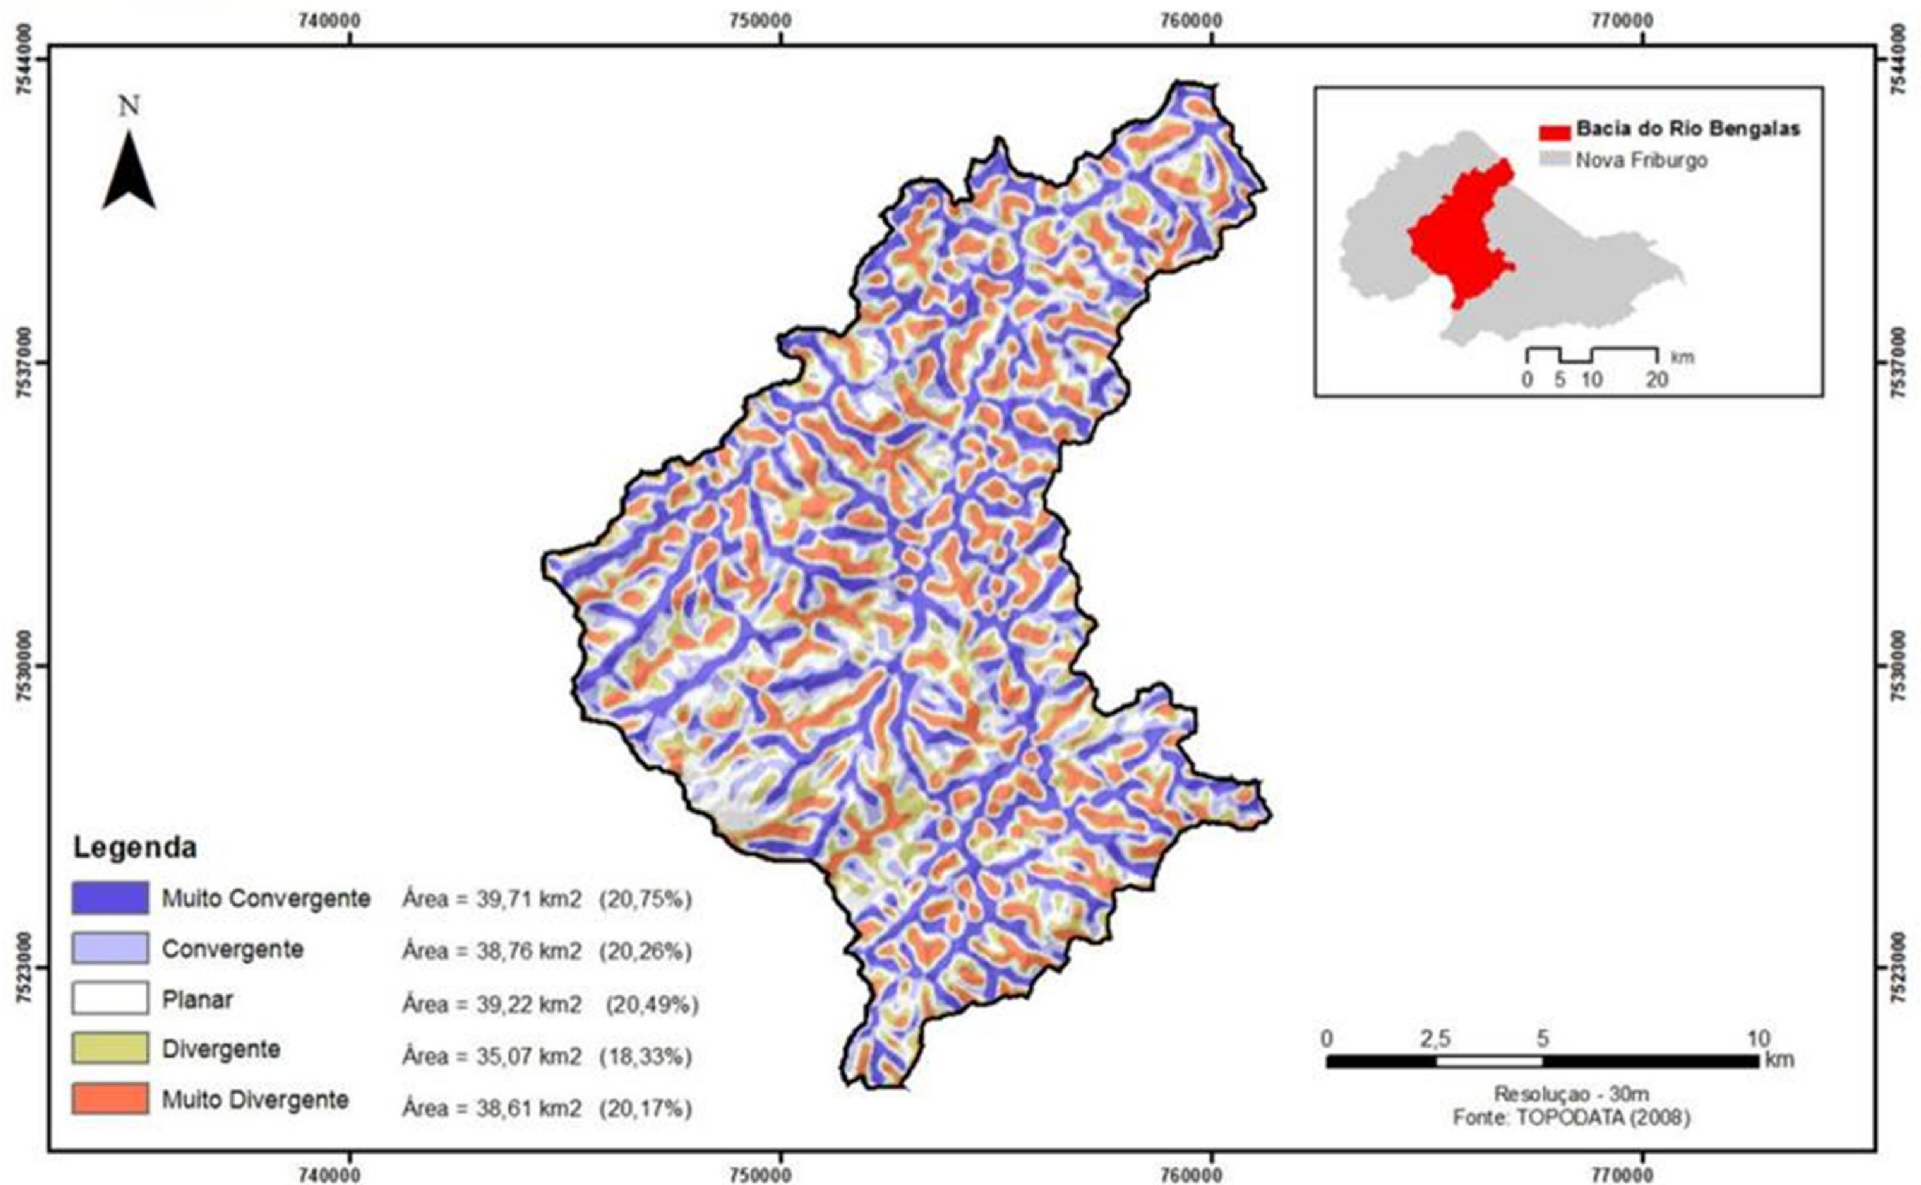 740000 750000 760000 770000
7544000 7544000
N
Bacia do Rio Bengalas
Nova Friburgo
km
0 5 10 20
7537000 7537000
7530000 7530000
Legenda
Muito Convergente Área = 39,71 km2 (20,75%)
Convergente Área = 38,76 km2 (20,26%)
Planar Área = 39,22 km2 (20,49%)
Divergente Área = 35,07 km2 (18,33%)
Muito Divergente Área = 38,61 km2 (20,17%)
7523000 7523000
0 2,5 5 10
km
Resoluçao - 30m
Fonte: TOPODATA (2008)
740000 750000 760000 770000